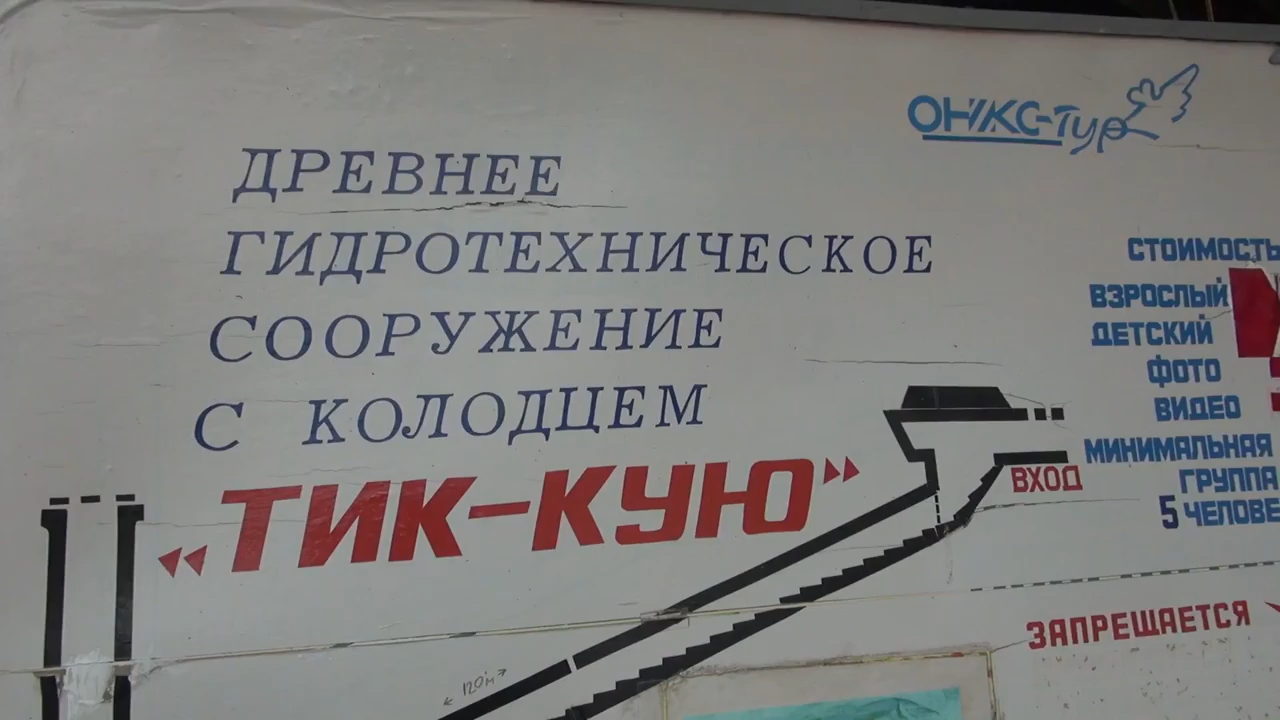 ОНИКС-Тур
ДРЕВНЕЕ
ГИДРОТЕХНИЧЕСКОЕ
СООРУЖЕНИЕ
С КОЛОДЦЕМ
«ТИК-КУЮ»
СТОИМОСТЬ
ВЗРОСЛЫЙ
ДЕТСКИЙ
ФОТО
ВИДЕО
МИНИМАЛЬНАЯ
ГРУППА
5 ЧЕЛОВЕ
ВХОД
ЗАПРЕЩАЕТСЯ
120м